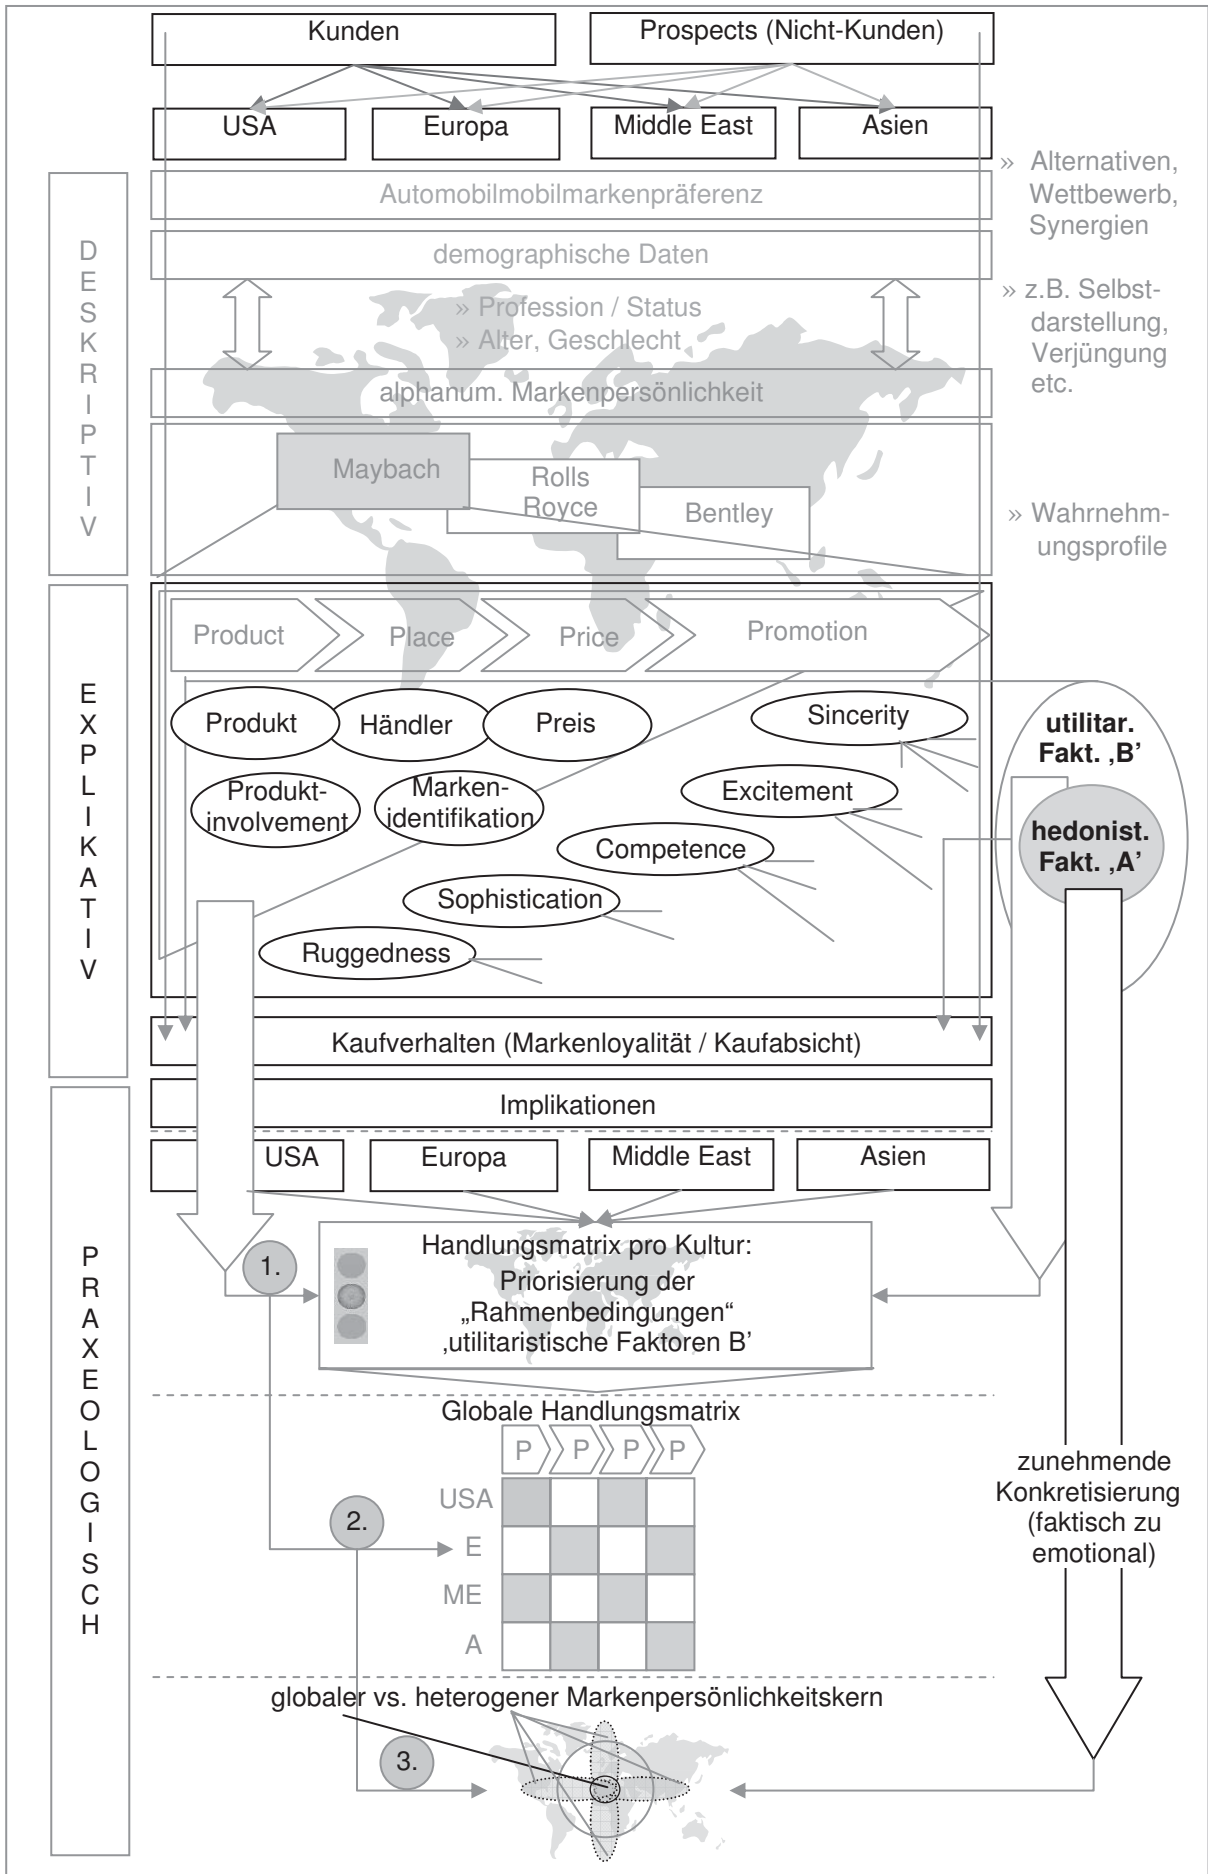 Kunden
Prospects (Nicht-Kunden)
USA
Europa
Middle East
Asien
» Alternativen,
Wettbewerb,
Synergien
DESKRIPTIV
Automobilmobilmarkenpräferenz
demographische Daten
» Profession / Status
» Alter, Geschlecht
» z.B. Selbst-
darstellung,
Verjüngung
etc.
alphanum. Markenpersönlichkeit
Maybach
Rolls
Royce
Bentley
» Wahrnehm-
ungsprofile
EXPLIKATIV
Product
Place
Price
Promotion
Produkt
Händler
Preis
Sincerity
utilitar.
Fakt. ‚B’
Produkt-
involvement
Marken-
identifikation
Excitement
hedonist.
Fakt. ‚A’
Competence
Sophistication
Ruggedness
Kaufverhalten (Markenloyalität / Kaufabsicht)
PRAXEOLOGISCH
Implikationen
USA
Europa
Middle East
Asien
1.
Handlungsmatrix pro Kultur:
Priorisierung der
„Rahmenbedingungen“
‚utilitaristische Faktoren B’
Globale Handlungsmatrix
P P P P
USA
2.
E
ME
A
zunehmende
Konkretisierung
(faktisch zu
emotional)
globaler vs. heterogener Markenpersönlichkeitskern
3.